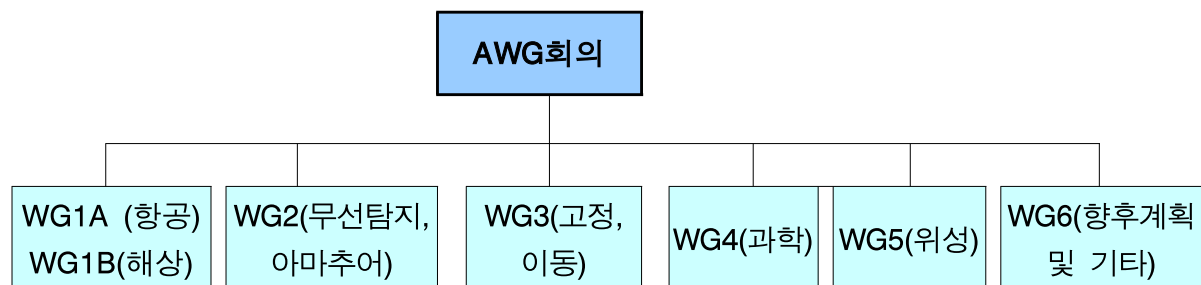 AWG회의
WG1A (항공)
WG1B(해상)
WG2(무선탐지,
아마추어)
WG3(고정,
이동)
WG4(과학)
WG5(위성)
WG6(향후계획
및 기타)